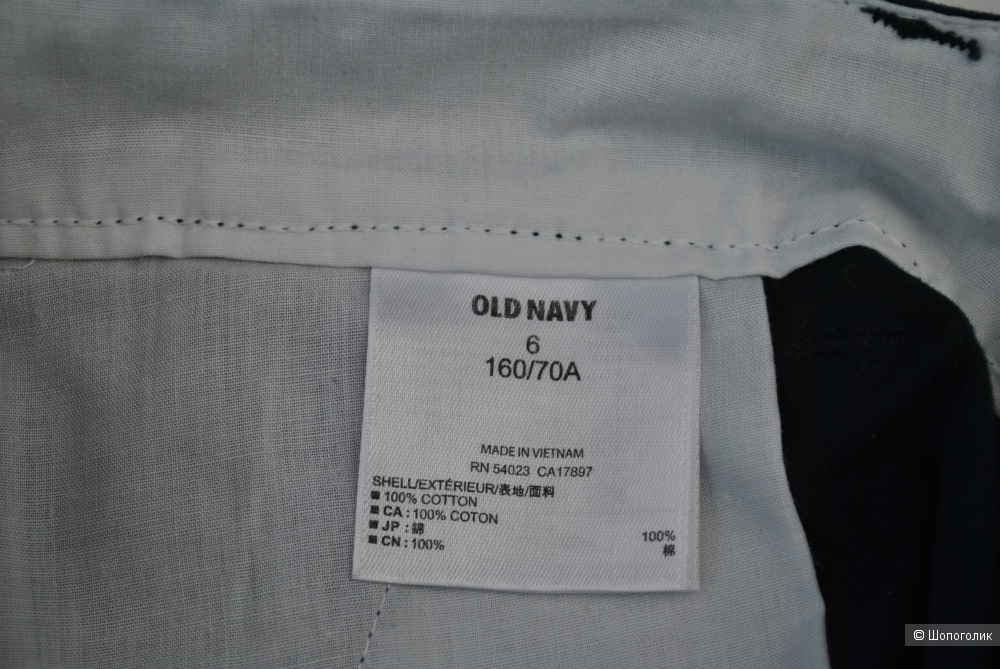 OLD NAVY
6
160/70A
MADE IN VIETNAM
RN 54023 CA17897
SHELL/EXTÉRIEUR/表地/面料
■ 100% COTTON
■ CA : 100% COTON
■ JP : 綿 100%
■ CN : 100% 棉
© Шопоголик